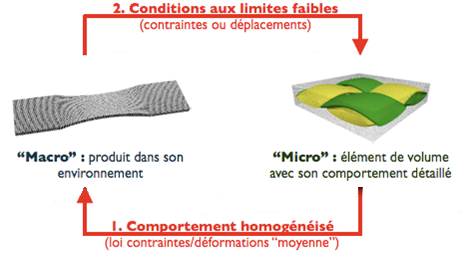 2. Conditions aux limites faibles
(contraintes ou déplacements)
“Macro” : produit dans son
environnement
“Micro” : élément de volume
avec son comportement détaillé
1. Comportement homogénéisé
(loi contraintes/déformations “moyenne”)